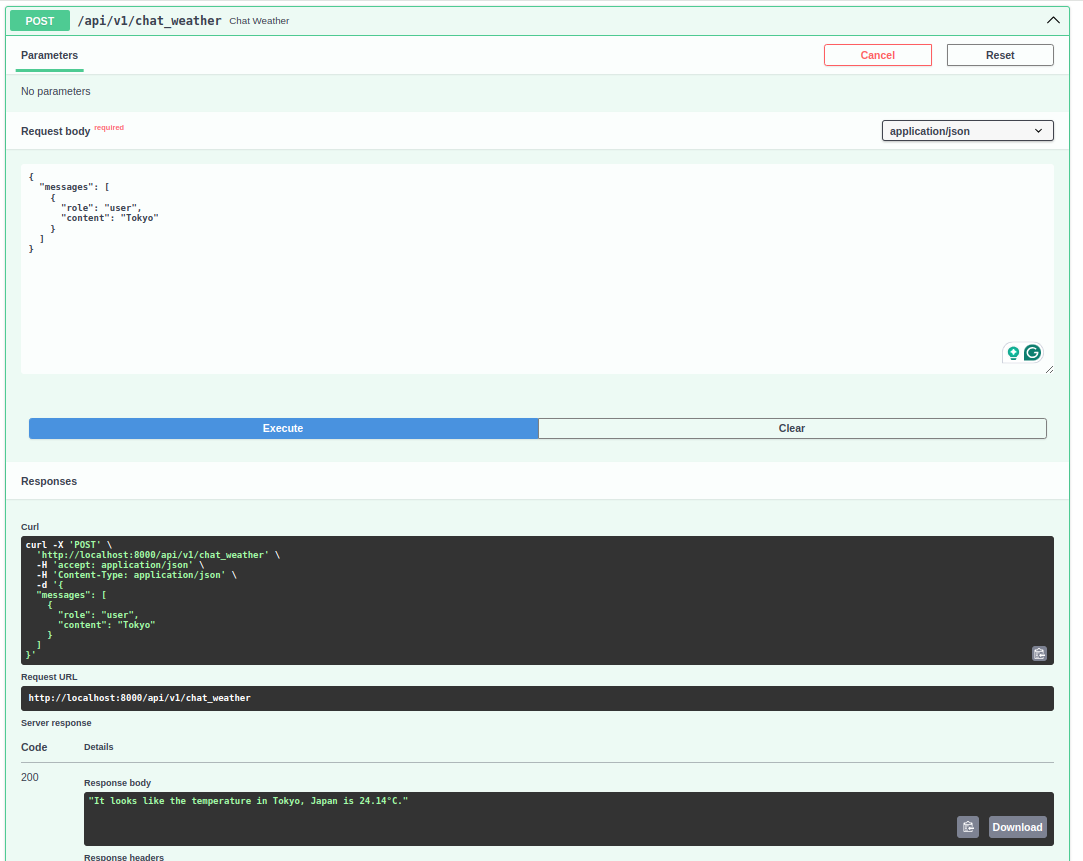 POST /api/v1/chat_weather Chat Weather
Parameters
Cancel
Reset
No parameters
Request body required
application/json
{
  "messages": [
    {
      "role": "user",
      "content": "Tokyo"
    }
  ]
}
Execute
Clear
Responses
Curl
curl -X 'POST' \
  'http://localhost:8000/api/v1/chat_weather' \
  -H 'accept: application/json' \
  -H 'Content-Type: application/json' \
  -d '{
  "messages": [
    {
      "role": "user",
      "content": "Tokyo"
    }
  ]
}'
Request URL
http://localhost:8000/api/v1/chat_weather
Server response
Code Details
200
Response body
"It looks like the temperature in Tokyo, Japan is 24.14°C."
Download
Response headers